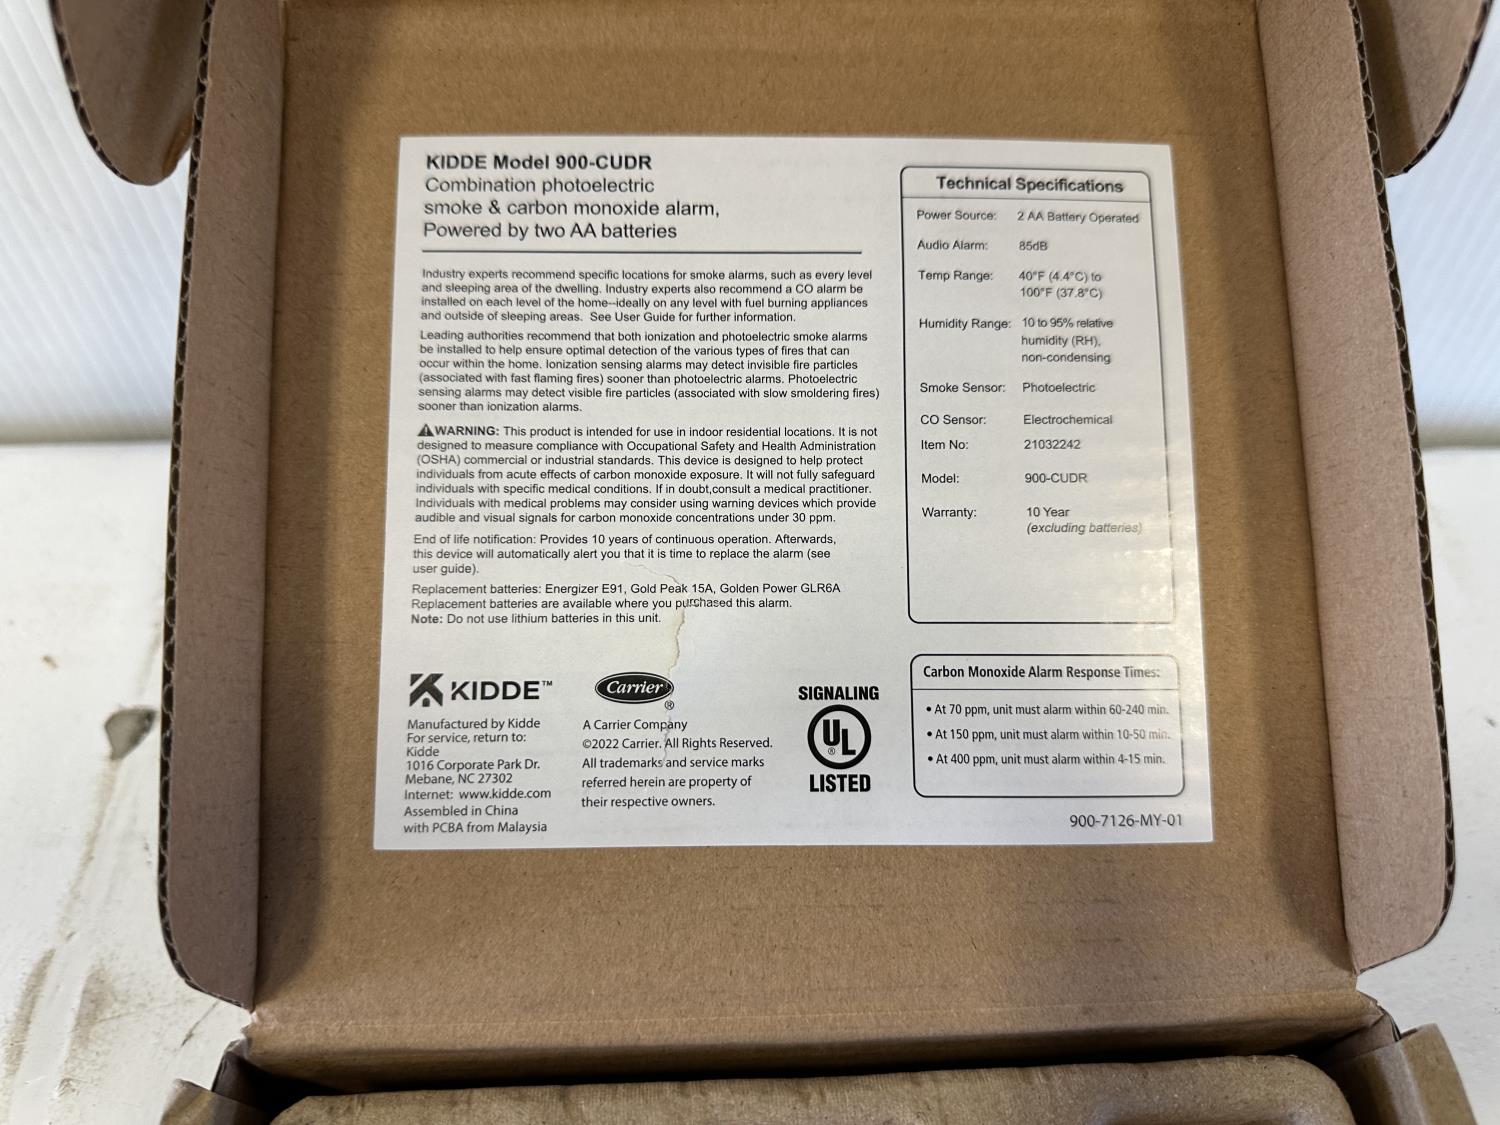 KIDDE Model 900-CUDR
Combination photoelectric
smoke & carbon monoxide alarm,
Powered by two AA batteries
Industry experts recommend specific locations for smoke alarms, such as every level
and sleeping area of the dwelling. Industry experts also recommend a CO alarm be
installed on each level of the home--ideally on any level with fuel burning appliances
and outside of sleeping areas. See User Guide for further information.
Leading authorities recommend that both ionization and photoelectric smoke alarms
be installed to help ensure optimal detection of the various types of fires that can
occur within the home. Ionization sensing alarms may detect invisible fire particles
(associated with fast flaming fires) sooner than photoelectric alarms. Photoelectric
sensing alarms may detect visible fire particles (associated with slow smoldering fires)
sooner than ionization alarms.
WARNING: This product is intended for use in indoor residential locations. It is not
designed to measure compliance with Occupational Safety and Health Administration
(OSHA) commercial or industrial standards. This device is designed to help protect
individuals from acute effects of carbon monoxide exposure. It will not fully safeguard
individuals with specific medical conditions. If in doubt,consult a medical practitioner.
Individuals with medical problems may consider using warning devices which provide
audible and visual signals for carbon monoxide concentrations under 30 ppm.
End of life notification: Provides 10 years of continuous operation. Afterwards,
this device will automatically alert you that it is time to replace the alarm (see
user guide).
Replacement batteries: Energizer E91, Gold Peak 15A, Golden Power GLR6A
Replacement batteries are available where you purchased this alarm.
Note: Do not use lithium batteries in this unit.
KIDDE™
Manufactured by Kidde
For service, return to:
Kidde
1016 Corporate Park Dr.
Mebane, NC 27302
Internet: www.kidde.com
Assembled in China
with PCBA from Malaysia
Carrier
®
A Carrier Company
©2022 Carrier. All Rights Reserved.
All trademarks and service marks
referred herein are property of
their respective owners.
SIGNALING
UL
®
LISTED
Technical Specifications
Power Source: 2 AA Battery Operated
Audio Alarm: 85dB
Temp Range: 40°F (4.4°C) to
100°F (37.8°C)
Humidity Range: 10 to 95% relative
humidity (RH),
non-condensing
Smoke Sensor: Photoelectric
CO Sensor: Electrochemical
Item No: 21032242
Model: 900-CUDR
Warranty: 10 Year
(excluding batteries)
Carbon Monoxide Alarm Response Times:
• At 70 ppm, unit must alarm within 60-240 min.
• At 150 ppm, unit must alarm within 10-50 min.
• At 400 ppm, unit must alarm within 4-15 min.
900-7126-MY-01